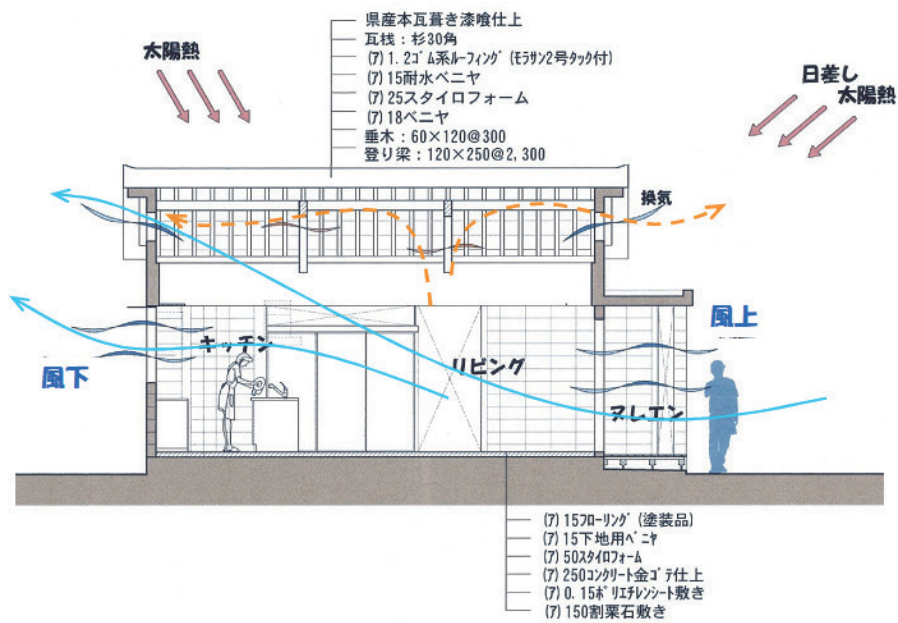 県産本瓦葺き漆喰仕上
瓦桟：杉30角
(ｱ)1.2ｺﾞﾑ系ﾙｰﾌｨﾝｸﾞ(ﾓﾗｻﾝ2号ﾀｯｸ付)
(ｱ)15耐水ベニヤ
(ｱ)25スタイロフォーム
(ｱ)18ベニヤ
垂木：60×120@300
登り梁：120×250@2,300
太陽熱
日差し
太陽熱
換気
風上
風下
キッチン
リビング
ヌレエン
(ｱ)15ﾌﾛｰﾘﾝｸﾞ(塗装品)
(ｱ)15下地用ﾍﾞﾆﾔ
(ｱ)50ｽﾀｲﾛﾌｫｰﾑ
(ｱ)250ｺﾝｸﾘｰﾄ金ｺﾞﾃ仕上
(ｱ)0.15ﾎﾟﾘｴﾁﾚﾝｼｰﾄ敷き
(ｱ)150割栗石敷き